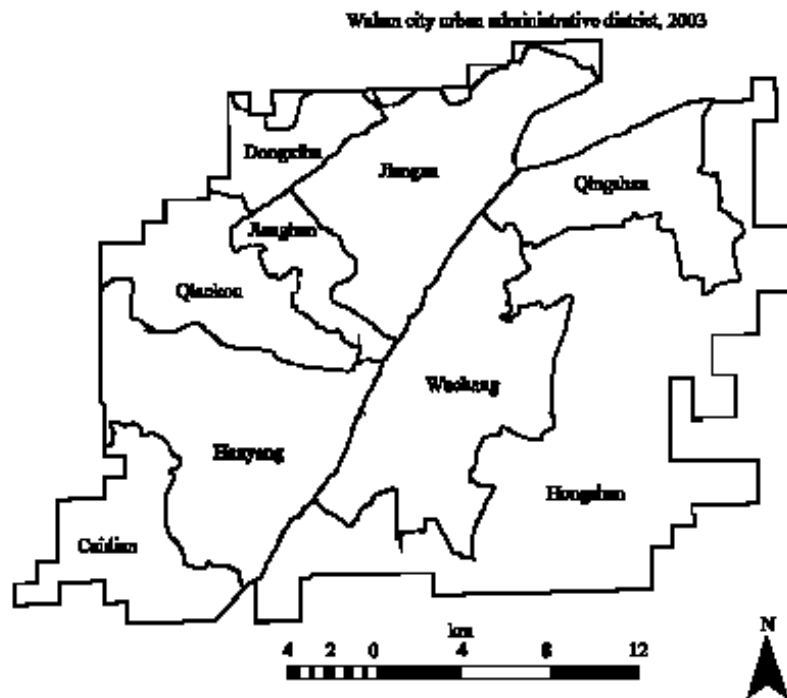 Wuhan city urban administrative district, 2003
Dongxihu
Jiangan
Qingshan
Jianghan
Qiaokou
Wuchang
Hanyang
Hongshan
Caidian
km
4 2 0 4 8 12
N